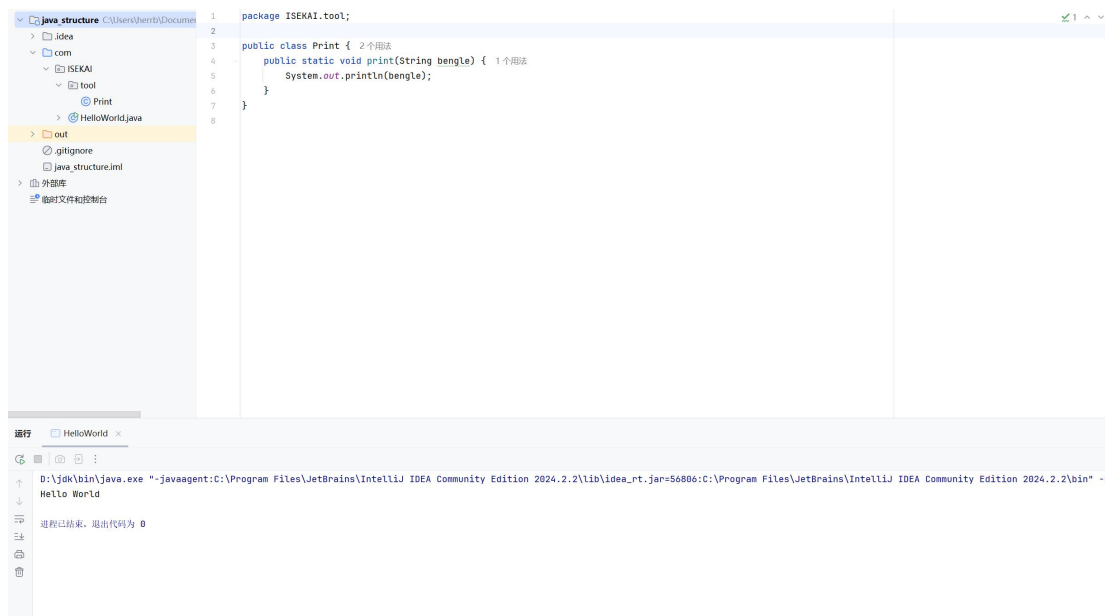 java_structure C:\Users\herrb\Documen
.idea
com
ISEKAI
tool
Print
HelloWorld.java
out
.gitignore
java_structure.iml
外部库
临时文件和控制台
1 package ISEKAI.tool;
2
3 public class Print { 2 个用法
4 public static void print(String bengle) { 1 个用法
5 System.out.println(bengle);
6 }
7 }
8
1
运行 HelloWorld
D:\jdk\bin\java.exe "-javaagent:C:\Program Files\JetBrains\IntelliJ IDEA Community Edition 2024.2.2\lib\idea_rt.jar=56806:C:\Program Files\JetBrains\IntelliJ IDEA Community Edition 2024.2.2\bin" -
Hello World
进程已结束，退出代码为 0